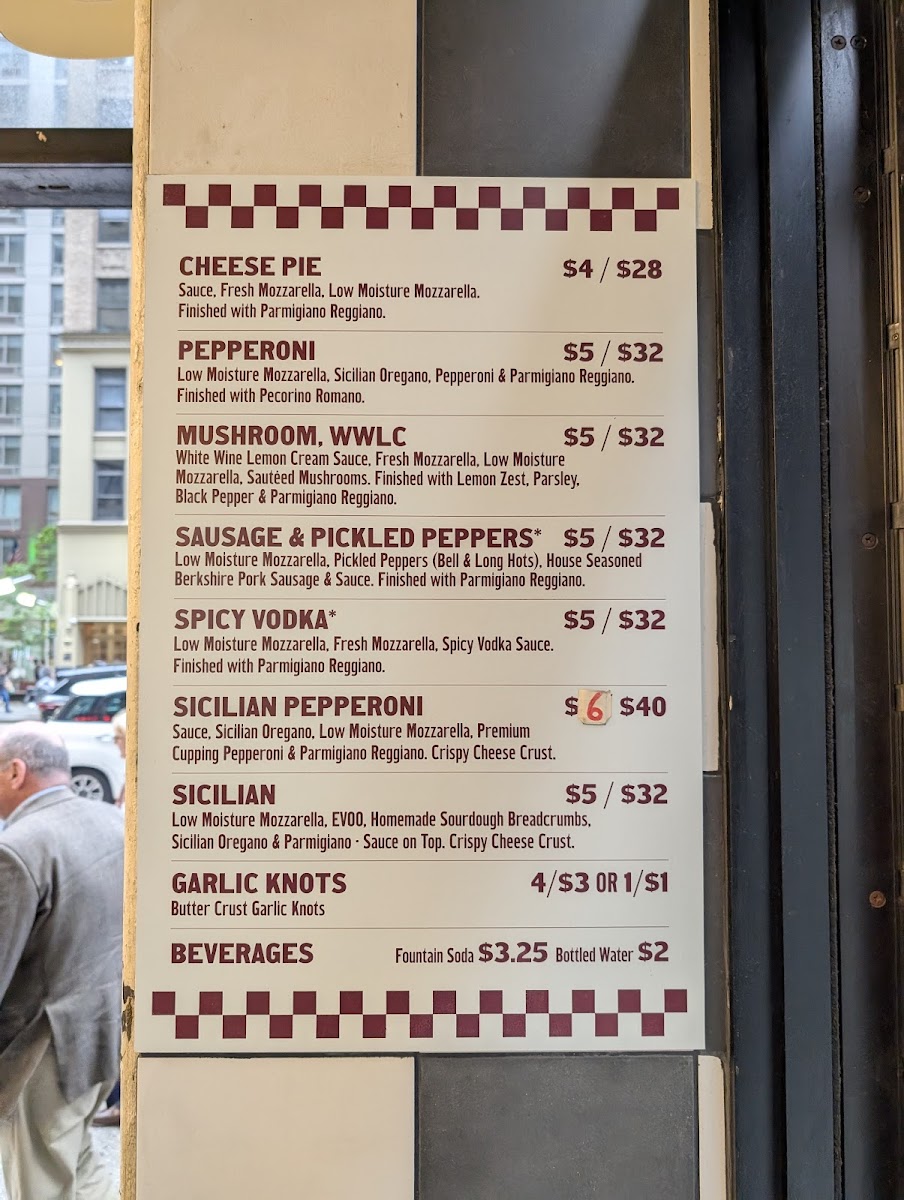 CHEESE PIE $4 / $28
Sauce, Fresh Mozzarella, Low Moisture Mozzarella.
Finished with Parmigiano Reggiano.
PEPPERONI $5 / $32
Low Moisture Mozzarella, Sicilian Oregano, Pepperoni & Parmigiano Reggiano.
Finished with Pecorino Romano.
MUSHROOM, WWLC $5 / $32
White Wine Lemon Cream Sauce, Fresh Mozzarella, Low Moisture
Mozzarella, Sautéed Mushrooms. Finished with Lemon Zest, Parsley,
Black Pepper & Parmigiano Reggiano.
SAUSAGE & PICKLED PEPPERS* $5 / $32
Low Moisture Mozzarella, Pickled Peppers (Bell & Long Hots), House Seasoned
Berkshire Pork Sausage & Sauce. Finished with Parmigiano Reggiano.
SPICY VODKA* $5 / $32
Low Moisture Mozzarella, Fresh Mozzarella, Spicy Vodka Sauce.
Finished with Parmigiano Reggiano.
SICILIAN PEPPERONI $6 $40
Sauce, Sicilian Oregano, Low Moisture Mozzarella, Premium
Cupping Pepperoni & Parmigiano Reggiano. Crispy Cheese Crust.
SICILIAN $5 / $32
Low Moisture Mozzarella, EVOO, Homemade Sourdough Breadcrumbs,
Sicilian Oregano & Parmigiano · Sauce on Top. Crispy Cheese Crust.
GARLIC KNOTS 4/$3 OR 1/$1
Butter Crust Garlic Knots
BEVERAGES Fountain Soda $3.25 Bottled Water $2